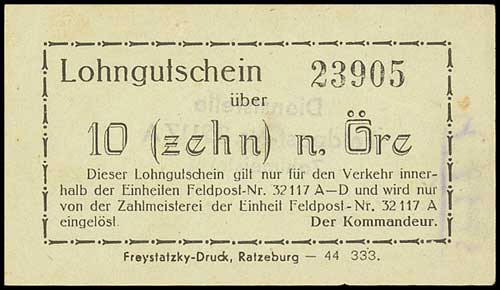 Lohngutschein 23905
über
10 (zehn) n. Öre
Dieser Lohngutschein gilt nur für den Verkehr inner-
halb der Einheiten Feldpost-Nr. 32117 A—D und wird nur
von der Zahlmeisterei der Einheit Feldpost-Nr. 32117 A
eingelöst. Der Kommandeur.
Freystatzky-Druck, Ratzeburg — 44 333.